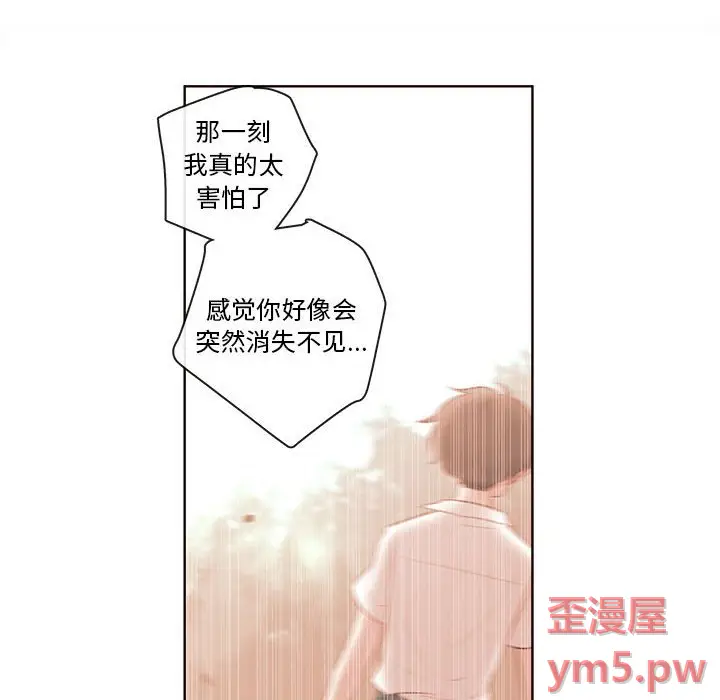 那一刻
我真的太
害怕了
感觉你好像会
突然消失不见...
歪漫屋
ym5.pw